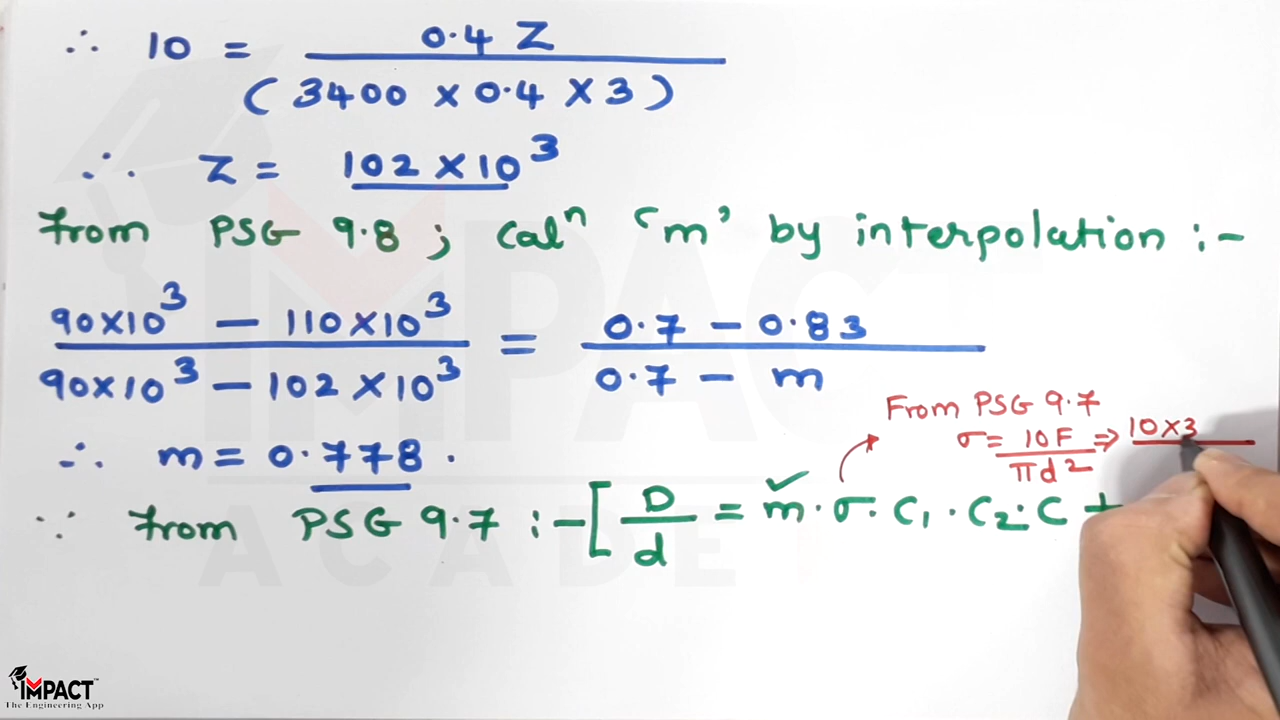 ∴ 10 = 0.4 Z / (3400 × 0.4 × 3)
∴ Z = 102 × 10³
From PSG 9.8 ; calⁿ 'm' by interpolation :-
90×10³ - 110×10³ / 90×10³ - 102×10³ = 0.7 - 0.83 / 0.7 - m
From PSG 9.7
σ = 10F / πd² ⇒ 10×3
∴ m = 0.778 .
∵ From PSG 9.7 :- [ D / d = m . σ . C₁ . C₂ . C +
IMPACT
ACADE
IMPACT™
The Engineering App